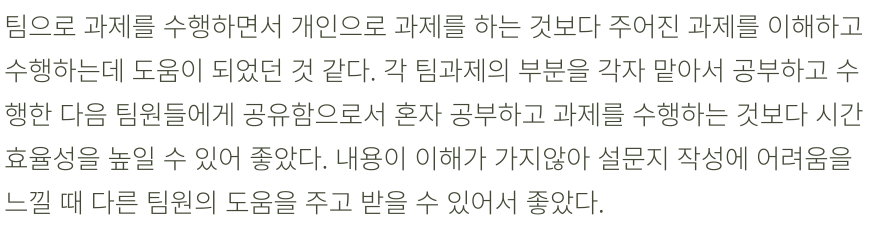 팀으로 과제를 수행하면서 개인으로 과제를 하는 것보다 주어진 과제를 이해하고
수행하는데 도움이 되었던 것 같다. 각 팀과제의 부분을 각자 맡아서 공부하고 수
행한 다음 팀원들에게 공유함으로서 혼자 공부하고 과제를 수행하는 것보다 시간
효율성을 높일 수 있어 좋았다. 내용이 이해가 가지않아 설문지 작성에 어려움을
느낄 때 다른 팀원의 도움을 주고 받을 수 있어서 좋았다.